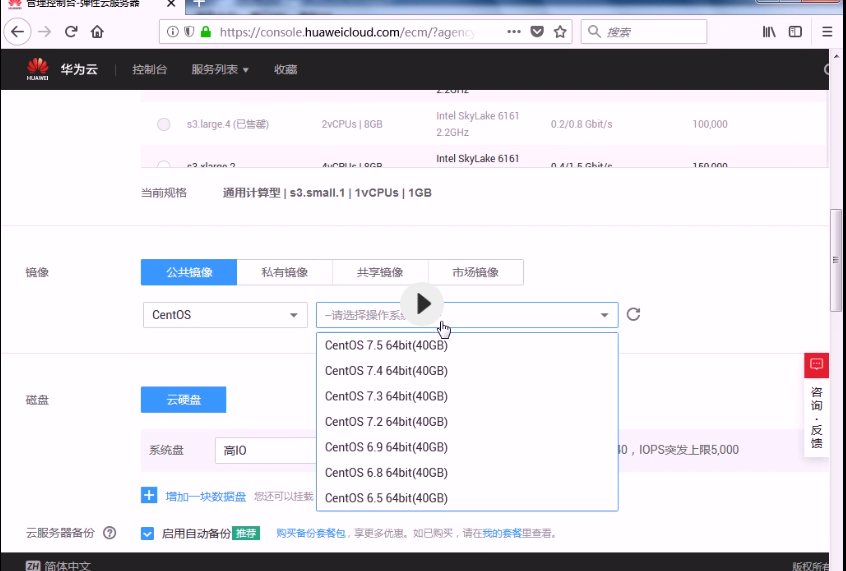 管理控制台-弹性云服务器
https://console.huaweicloud.com/ecm/?agency
搜索
HUAWEI 华为云 控制台 服务列表 收藏
2.2GHz
s3.large.4 (已售罄) 2vCPUs | 8GB Intel SkyLake 6161 2.2GHz 0.2/0.8 Gbit/s 100,000
s3.xlarge.2 4vCPUs | 8GB Intel SkyLake 6161 0.4/1.5 Gbit/s 150,000
当前规格 通用计算型 | s3.small.1 | 1vCPUs | 1GB
镜像 公共镜像 私有镜像 共享镜像 市场镜像
CentOS --请选择操作系
CentOS 7.5 64bit(40GB)
CentOS 7.4 64bit(40GB)
CentOS 7.3 64bit(40GB)
CentOS 7.2 64bit(40GB)
CentOS 6.9 64bit(40GB)
CentOS 6.8 64bit(40GB)
CentOS 6.5 64bit(40GB)
磁盘 云硬盘
系统盘 高IO 40，IOPS突发上限5,000
增加一块数据盘 您还可以挂载
云服务器备份 启用自动备份 推荐 购买备份套餐包，享更多优惠。如已购买，请在我的套餐里查看。
咨询·反馈
ZH 简体中文 版权所有